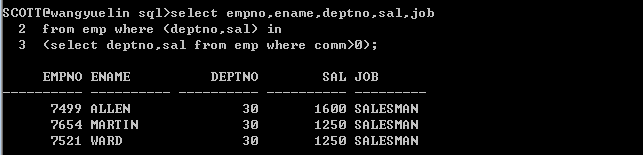 SCOTT@wangyuelin sql>select empno,ename,deptno,sal,job
2 from emp where (deptno,sal) in
3 (select deptno,sal from emp where comm>0);
EMPNO ENAME DEPTNO SAL JOB
---------- ---------- ---------- ---------- ---------
7499 ALLEN 30 1600 SALESMAN
7654 MARTIN 30 1250 SALESMAN
7521 WARD 30 1250 SALESMAN